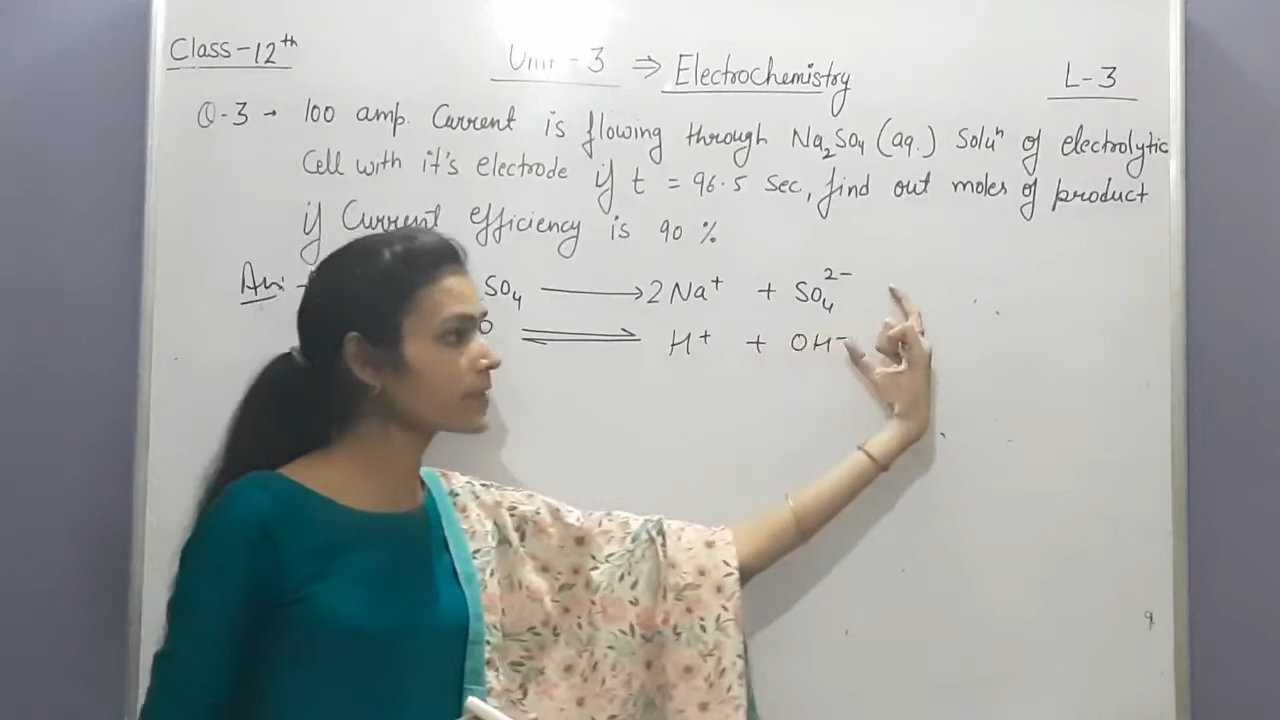 Class-12th
Unit - 3 ⇒ Electrochemistry
L-3
Q-3 → 100 amp. Current is flowing through Na₂SO₄ (aq.) Soluⁿ of electrolytic
Cell with it's electrode if t = 96.5 Sec, find out moles of product
if Current efficiency is 90 %
Ans - SO₄ → 2Na⁺ + SO₄²⁻
O ⇌ H⁺ + OH⁻